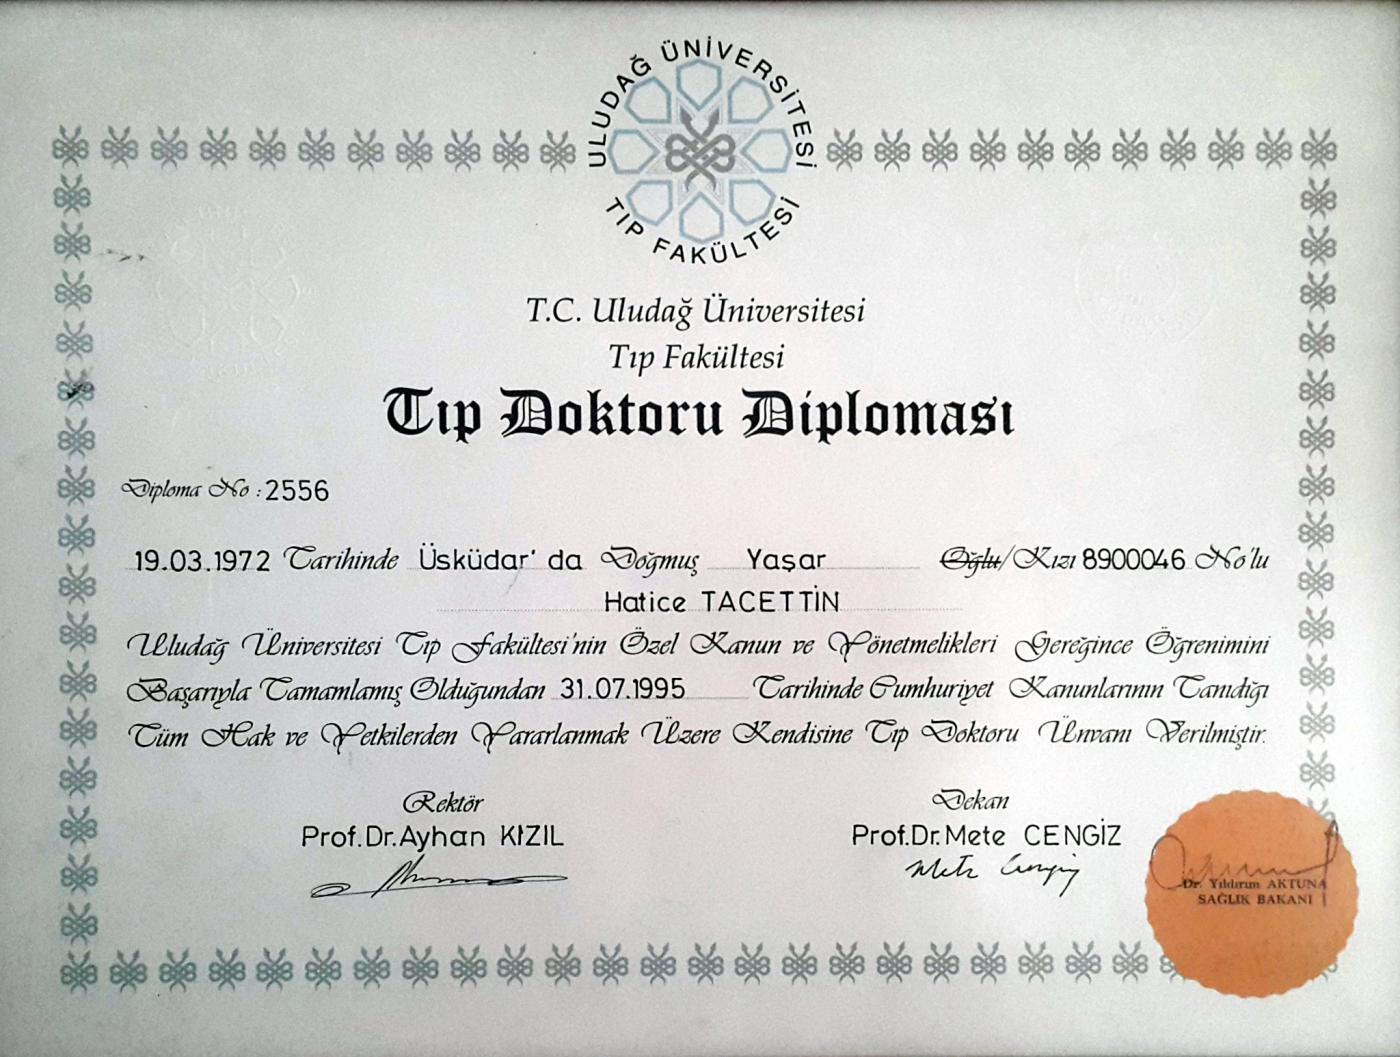 ULUDAĞ ÜNİVERSİTESİ
TIP FAKÜLTESİ
T.C. Uludağ Üniversitesi
Tıp Fakültesi
Tıp Doktoru Diploması
Diploma No : 2556
19.03.1972 Tarihinde Üsküdar' da Doğmuş Yaşar Oğlu/Kızı 8900046 No'lu
Hatice TACETTİN
Uludağ Üniversitesi Tıp Fakültesi'nin Özel Kanun ve Yönetmelikleri Gereğince Öğrenimini
Başarıyla Tamamlamış Olduğundan 31.07.1995 Tarihinde Cumhuriyet Kanunlarının Tanıdığı
Tüm Hak ve Yetkilerden Yararlanmak Üzere Kendisine Tıp Doktoru Ünvanı Verilmiştir.
Rektör
Prof.Dr.Ayhan KIZIL
Dekan
Prof.Dr.Mete CENGİZ
Mete Cengiz
Dr. Yıldırım AKTUNA
SAĞLIK BAKANI